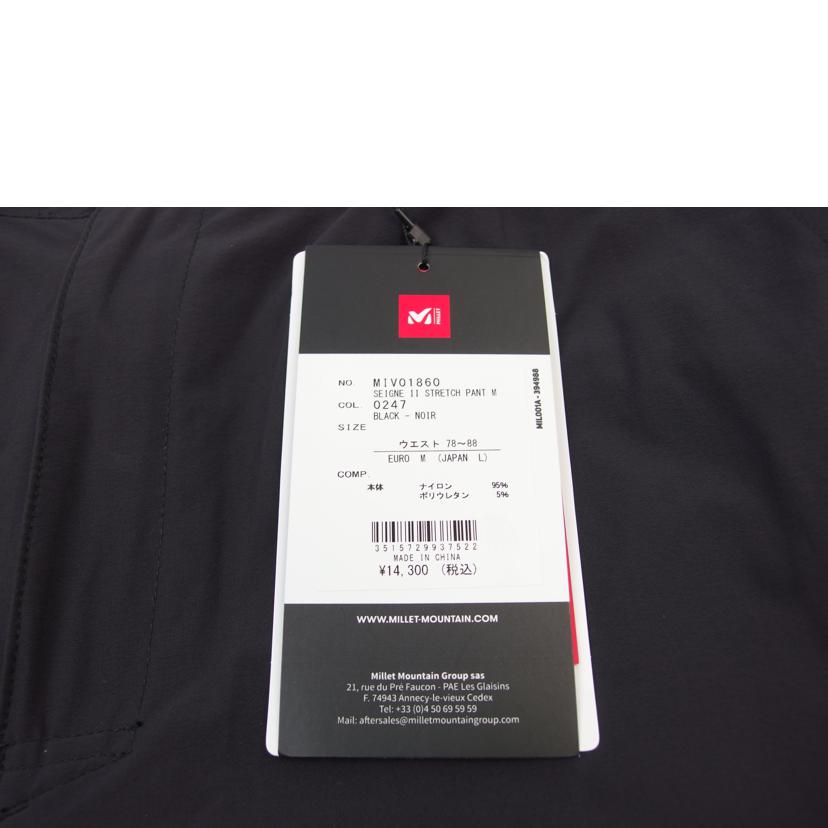 MILLET
NO. MIV01860
SEIGNE II STRETCH PANT M
COL. 0247
BLACK - NOIR
SIZE
ウエスト 78～88
EURO M (JAPAN L)
COMP.
本体 ナイロン 95%
ポリウレタン 5%
3515729937522
MADE IN CHINA
¥14,300 (税込)
MIL001A - 394988
WWW.MILLET-MOUNTAIN.COM
Millet Mountain Group sas
21, rue du Pré Faucon - PAE Les Glaisins
F. 74943 Annecy-le-vieux Cedex
Tel: +33 (0)4 50 69 59 59
Mail: aftersales@milletmountaingroup.com